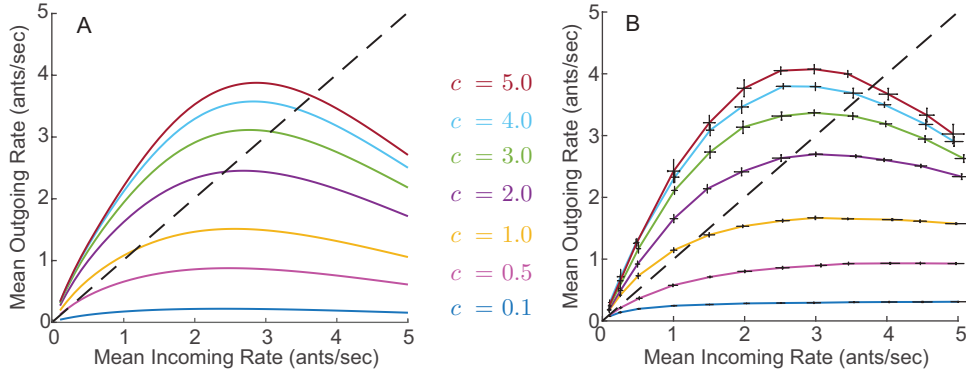 A
Mean Outgoing Rate (ants/sec)
5
4
3
2
1
0
0 1 2 3 4 5
Mean Incoming Rate (ants/sec)
c = 5.0
c = 4.0
c = 3.0
c = 2.0
c = 1.0
c = 0.5
c = 0.1
B
Mean Outgoing Rate (ants/sec)
5
4
3
2
1
0
0 1 2 3 4 5
Mean Incoming Rate (ants/sec)